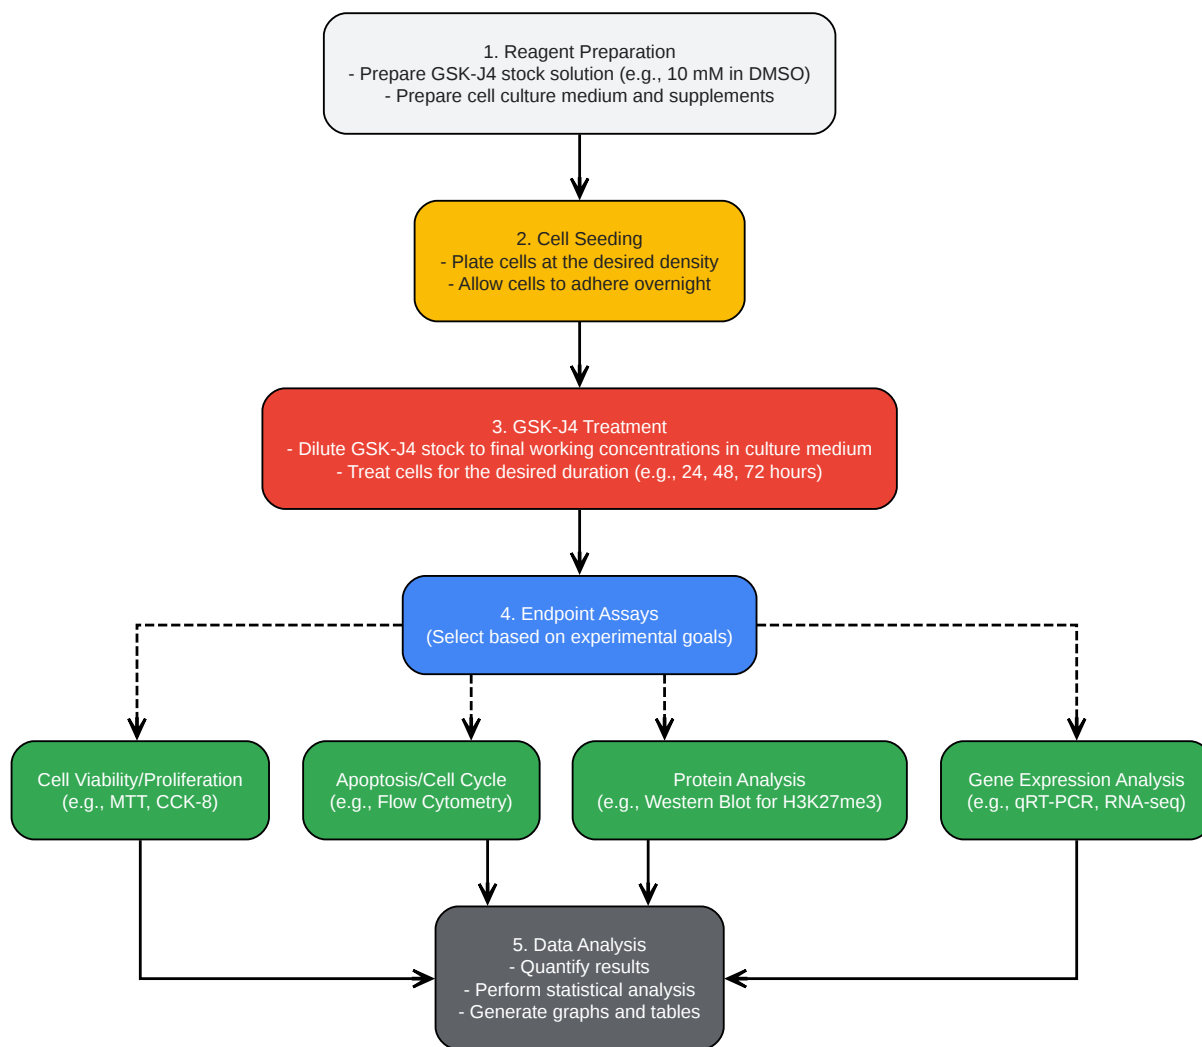 1. Reagent Preparation
- Prepare GSK-J4 stock solution (e.g., 10 mM in DMSO)
- Prepare cell culture medium and supplements
2. Cell Seeding
- Plate cells at the desired density
- Allow cells to adhere overnight
3. GSK-J4 Treatment
- Dilute GSK-J4 stock to final working concentrations in culture medium
- Treat cells for the desired duration (e.g., 24, 48, 72 hours)
4. Endpoint Assays
(Select based on experimental goals)
Cell Viability/Proliferation
(e.g., MTT, CCK-8)
Apoptosis/Cell Cycle
(e.g., Flow Cytometry)
Protein Analysis
(e.g., Western Blot for H3K27me3)
Gene Expression Analysis
(e.g., qRT-PCR, RNA-seq)
5. Data Analysis
- Quantify results
- Perform statistical analysis
- Generate graphs and tables